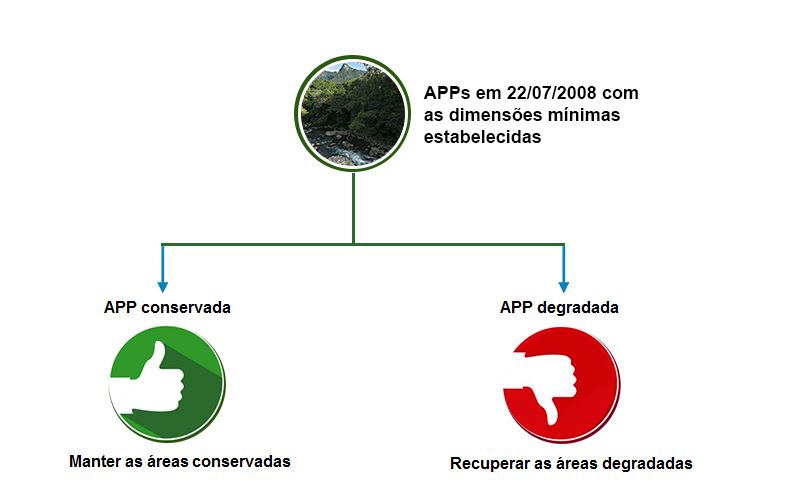 APPs em 22/07/2008 com
as dimensões mínimas
estabelecidas
APP conservada
APP degradada
Manter as áreas conservadas
Recuperar as áreas degradadas